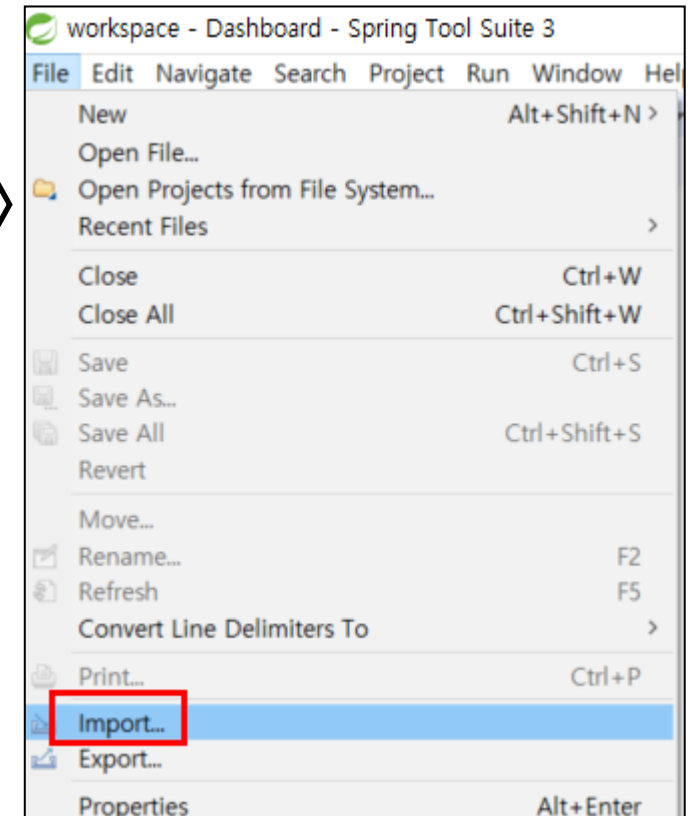 workspace - Dashboard - Spring Tool Suite 3
File Edit Navigate Search Project Run Window Hel
New Alt+Shift+N >
Open File...
Open Projects from File System...
Recent Files >
Close Ctrl+W
Close All Ctrl+Shift+W
Save Ctrl+S
Save As...
Save All Ctrl+Shift+S
Revert
Move...
Rename... F2
Refresh F5
Convert Line Delimiters To >
Print... Ctrl+P
Import...
Export...
Properties Alt+Enter